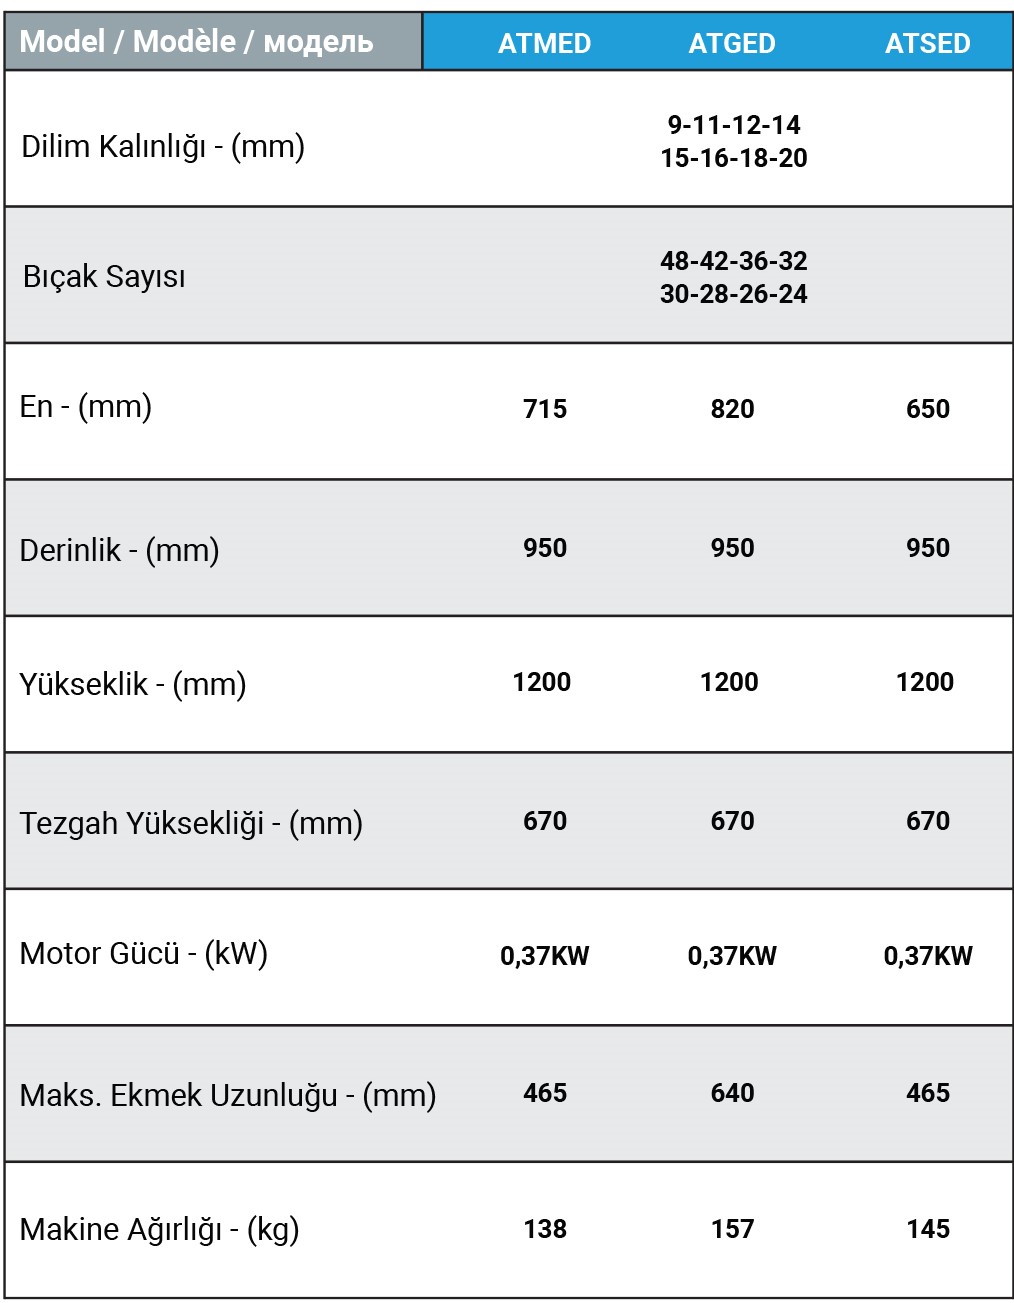 Model / Modèle / модель ATMED ATGED ATSED
Dilim Kalınlığı - (mm)
9-11-12-14
15-16-18-20
Bıçak Sayısı
48-42-36-32
30-28-26-24
En - (mm) 715 820 650
Derinlik - (mm) 950 950 950
Yükseklik - (mm) 1200 1200 1200
Tezgah Yüksekliği - (mm) 670 670 670
Motor Gücü - (kW) 0,37KW 0,37KW 0,37KW
Maks. Ekmek Uzunluğu - (mm) 465 640 465
Makine Ağırlığı - (kg) 138 157 145